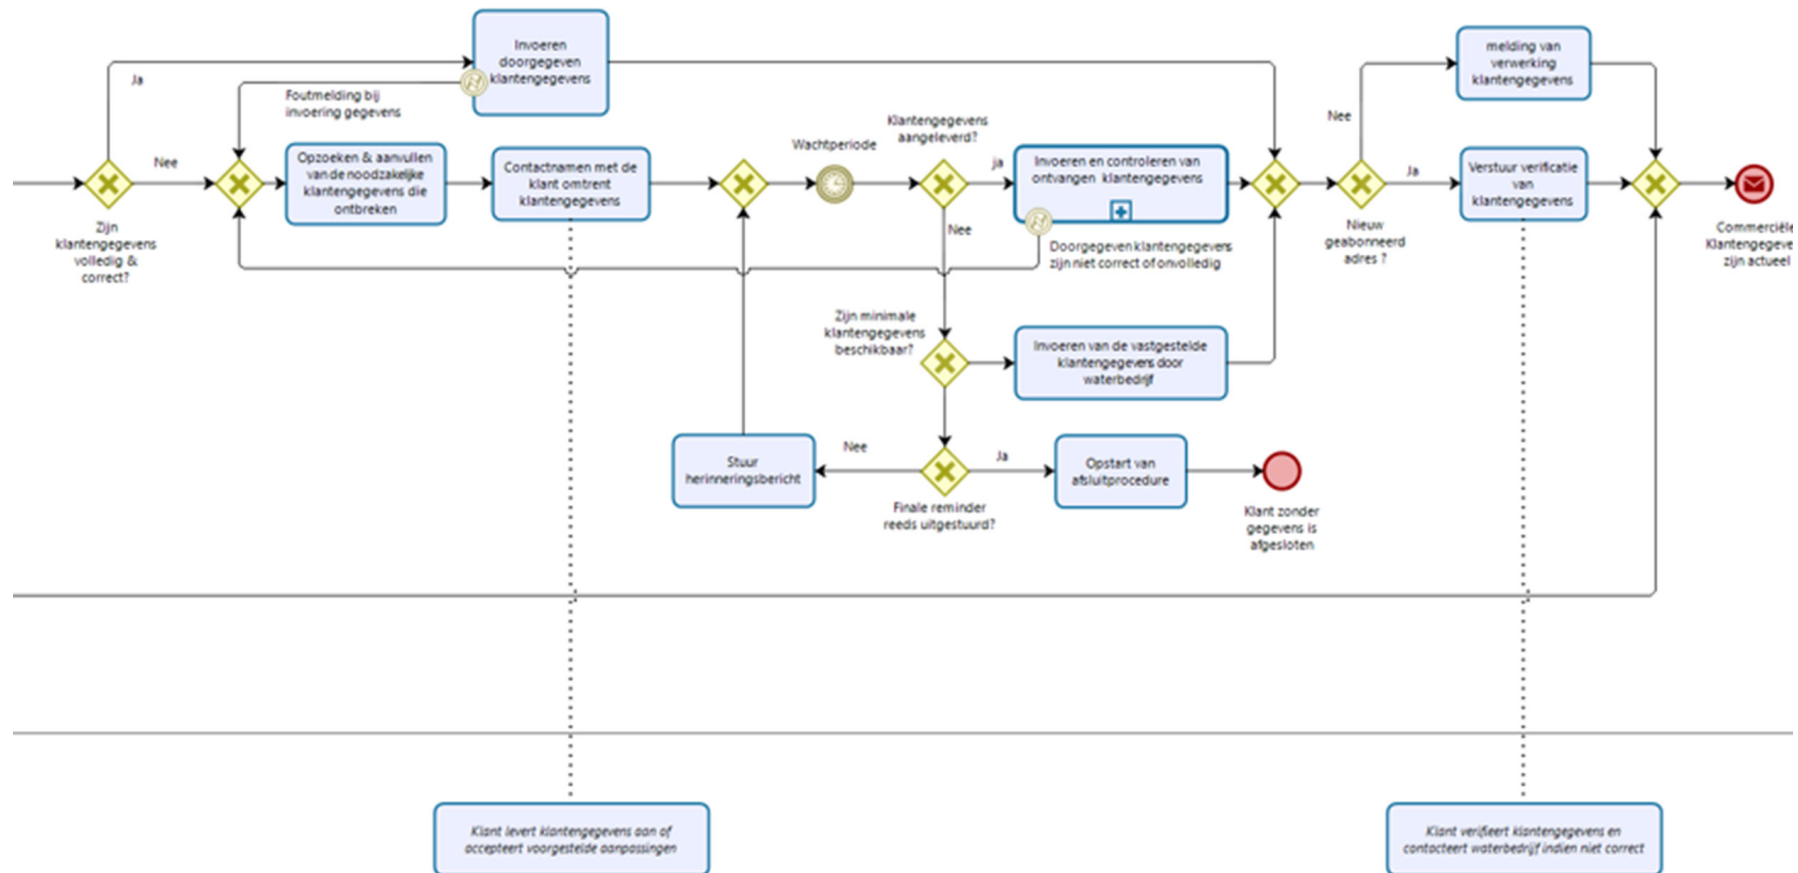 Invoeren
doorgegeven
klantengegevens
Ja
Foutmelding bij
invoering gegevens
Zijn
klantengegevens
volledig &
correct?
Nee
Opzoeken & aanvullen
van de noodzakelijke
klantengegevens die
ontbreken
Contactnamen met de
klant omtrent
klantengegevens
Wachtperiode
Klantengegevens
aangeleverd?
ja
Nee
Invoeren en controleren van
ontvangen klantengegevens
Doorgegeven klantengegevens
zijn niet correct of onvolledig
Zijn minimale
klantengegevens
beschikbaar?
Invoeren van de vastgestelde
klantengegevens door
waterbedrijf
Stuur
herinneringsbericht
Nee
Finale reminder
reeds uitgestuurd?
Ja
Opstart van
afsluitprocedure
Klant zonder
gegevens is
afgesloten
Nieuw
geabonneerd
adres ?
Nee
melding van
verwerking
klantengegevens
Ja
Verstuur verificatie
van
klantengegevens
Commerciële
Klantengegeve
zijn actueel
Klant levert klantengegevens aan of
accepteert voorgestelde aanpassingen
Klant verifieert klantengegevens en
contacteert waterbedrijf indien niet correct